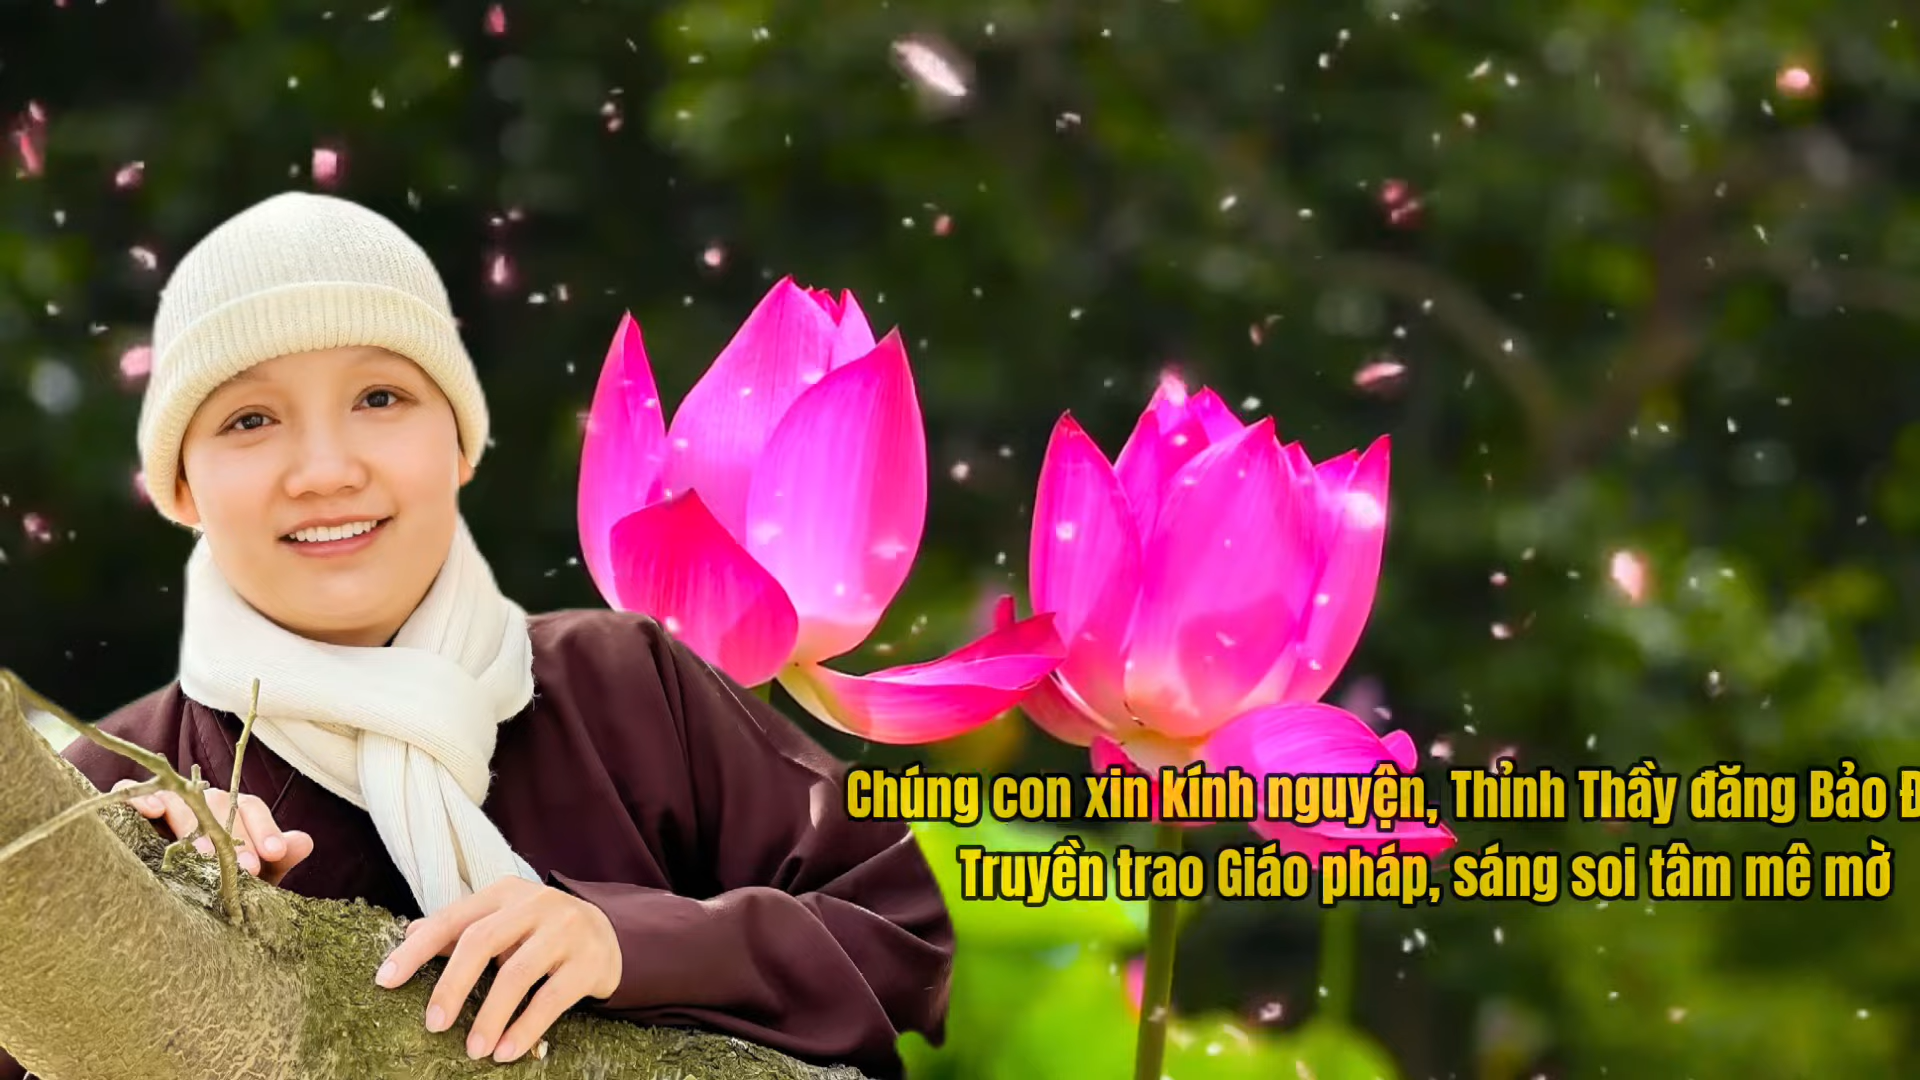 Chúng con xin kính nguyện, Thỉnh Thầy đăng Bảo
Truyền trao Giáo pháp, sáng soi tâm mê mờ